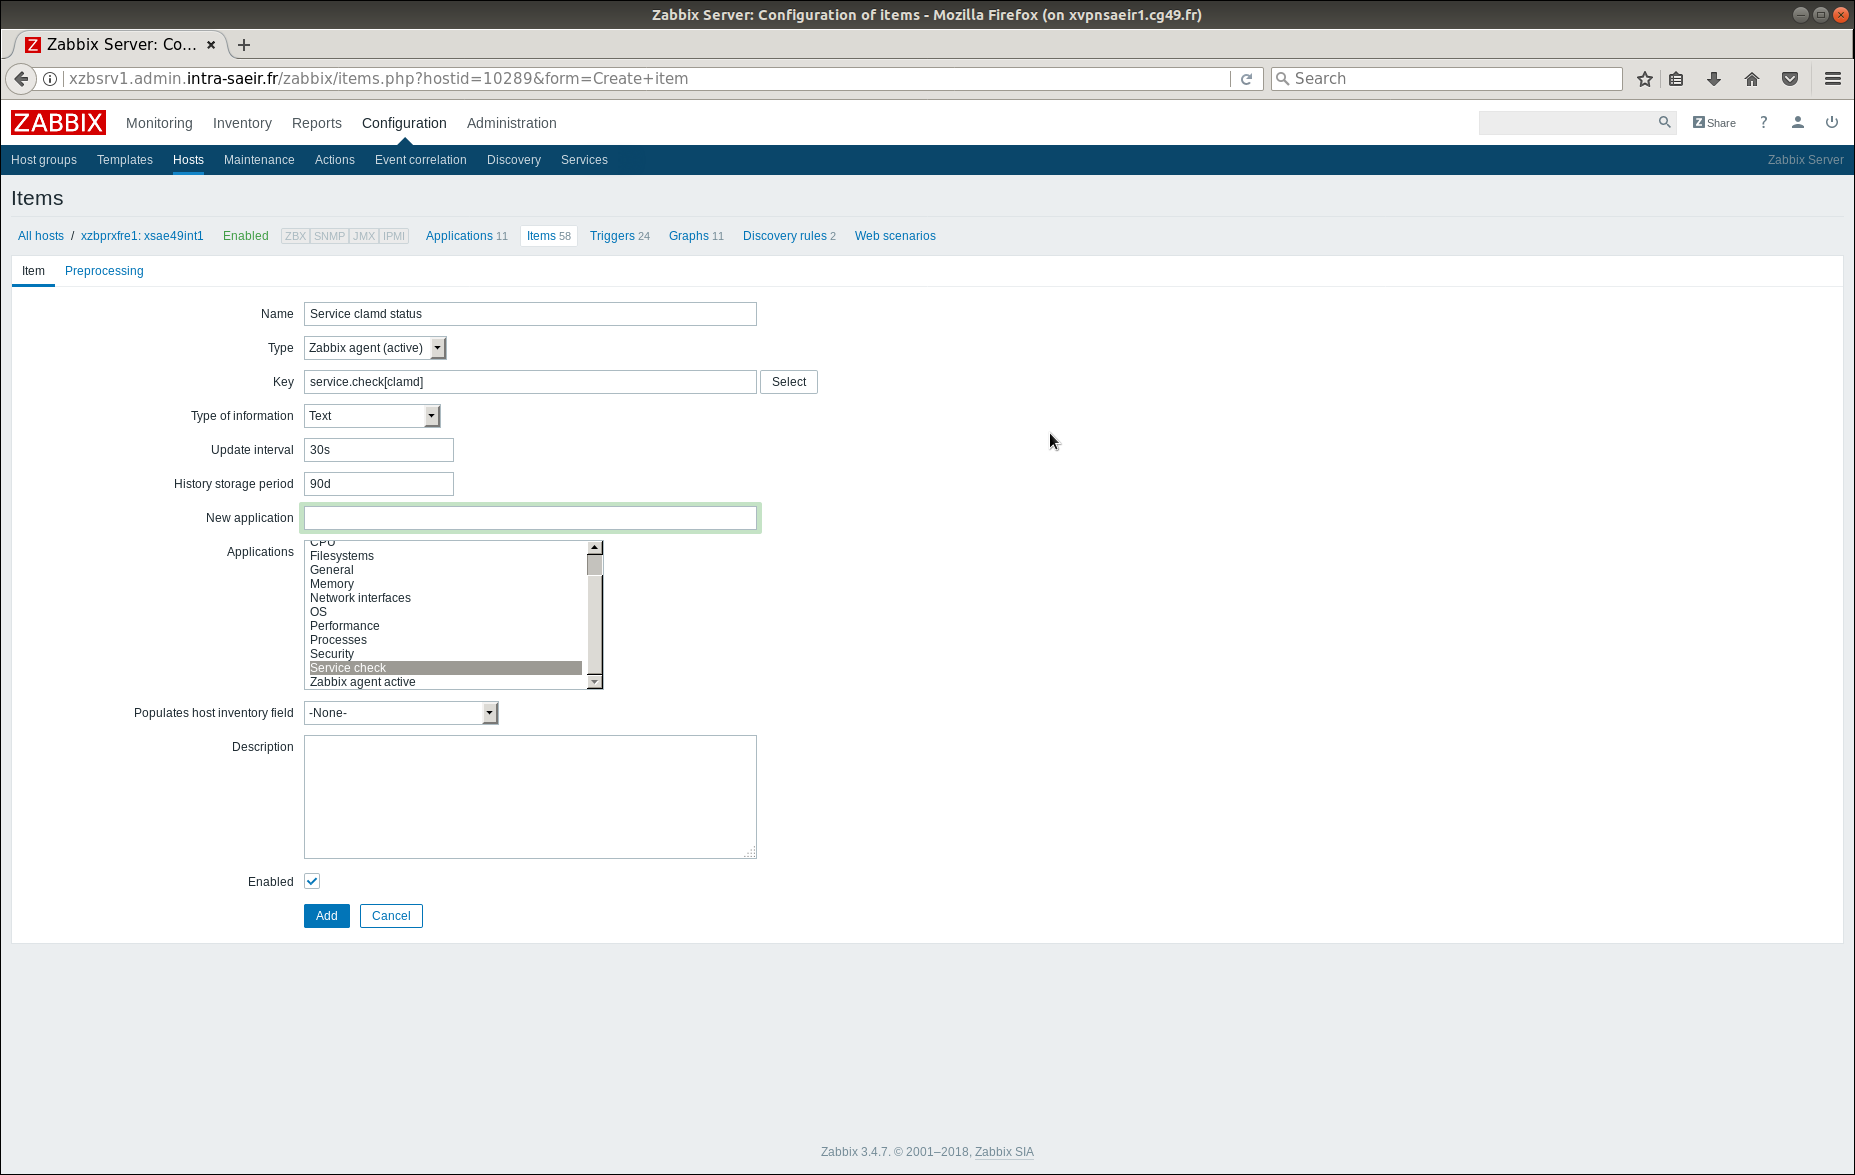 Zabbix Server: Configuration of items - Mozilla Firefox (on xvpnsaeir1.cg49.fr)
Zabbix Server: Co...
xzbsrv1.admin.intra-saeir.fr/zabbix/items.php?hostid=10289&form=Create+item
Search
ZABBIX Monitoring Inventory Reports Configuration Administration Z Share ?
Host groups Templates Hosts Maintenance Actions Event correlation Discovery Services Zabbix Server
Items
All hosts / xzbprxfre1: xsae49int1 Enabled ZBX SNMP JMX IPMI Applications 11 Items 58 Triggers 24 Graphs 11 Discovery rules 2 Web scenarios
Item Preprocessing
Name Service clamd status
Type Zabbix agent (active)
Key service.check[clamd] Select
Type of information Text
Update interval 30s
History storage period 90d
New application
Applications
CPU
Filesystems
General
Memory
Network interfaces
OS
Performance
Processes
Security
Service check
Zabbix agent active
Populates host inventory field -None-
Description
Enabled
Add Cancel
Zabbix 3.4.7. © 2001–2018, Zabbix SIA